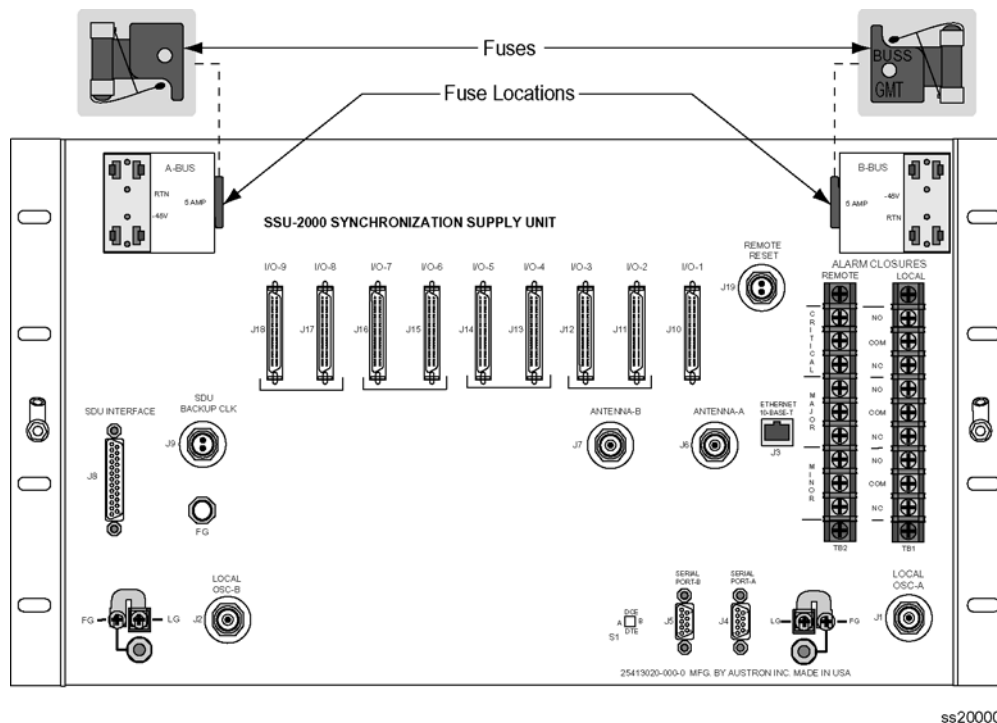 Fuses
BUSS
GMT
Fuse Locations
A-BUS
RTN
-48V
5 AMP
B-BUS
5 AMP
-48V
RTN
SSU-2000 SYNCHRONIZATION SUPPLY UNIT
REMOTE
RESET
J19
ALARM CLOSURES
REMOTE
LOCAL
I/O-9
I/O-8
I/O-7
I/O-6
I/O-5
I/O-4
I/O-3
I/O-2
I/O-1
J18
J17
J16
J15
J14
J13
J12
J11
J10
CRITICAL
NO
COM
NC
MAJOR
NO
COM
NC
MINOR
NO
COM
NC
TB2
TB1
SDU INTERFACE
J8
SDU
BACKUP CLK
J9
FG
ANTENNA-B
J7
ANTENNA-A
J6
ETHERNET
10-BASE-T
J3
FG
LG
LOCAL
OSC-B
J2
DCE
A
B
DTE
S1
SERIAL
PORT-B
J5
SERIAL
PORT-A
J4
LG
FG
LOCAL
OSC-A
J1
25413020-000-0 MFG. BY AUSTRON INC. MADE IN USA
ss20000